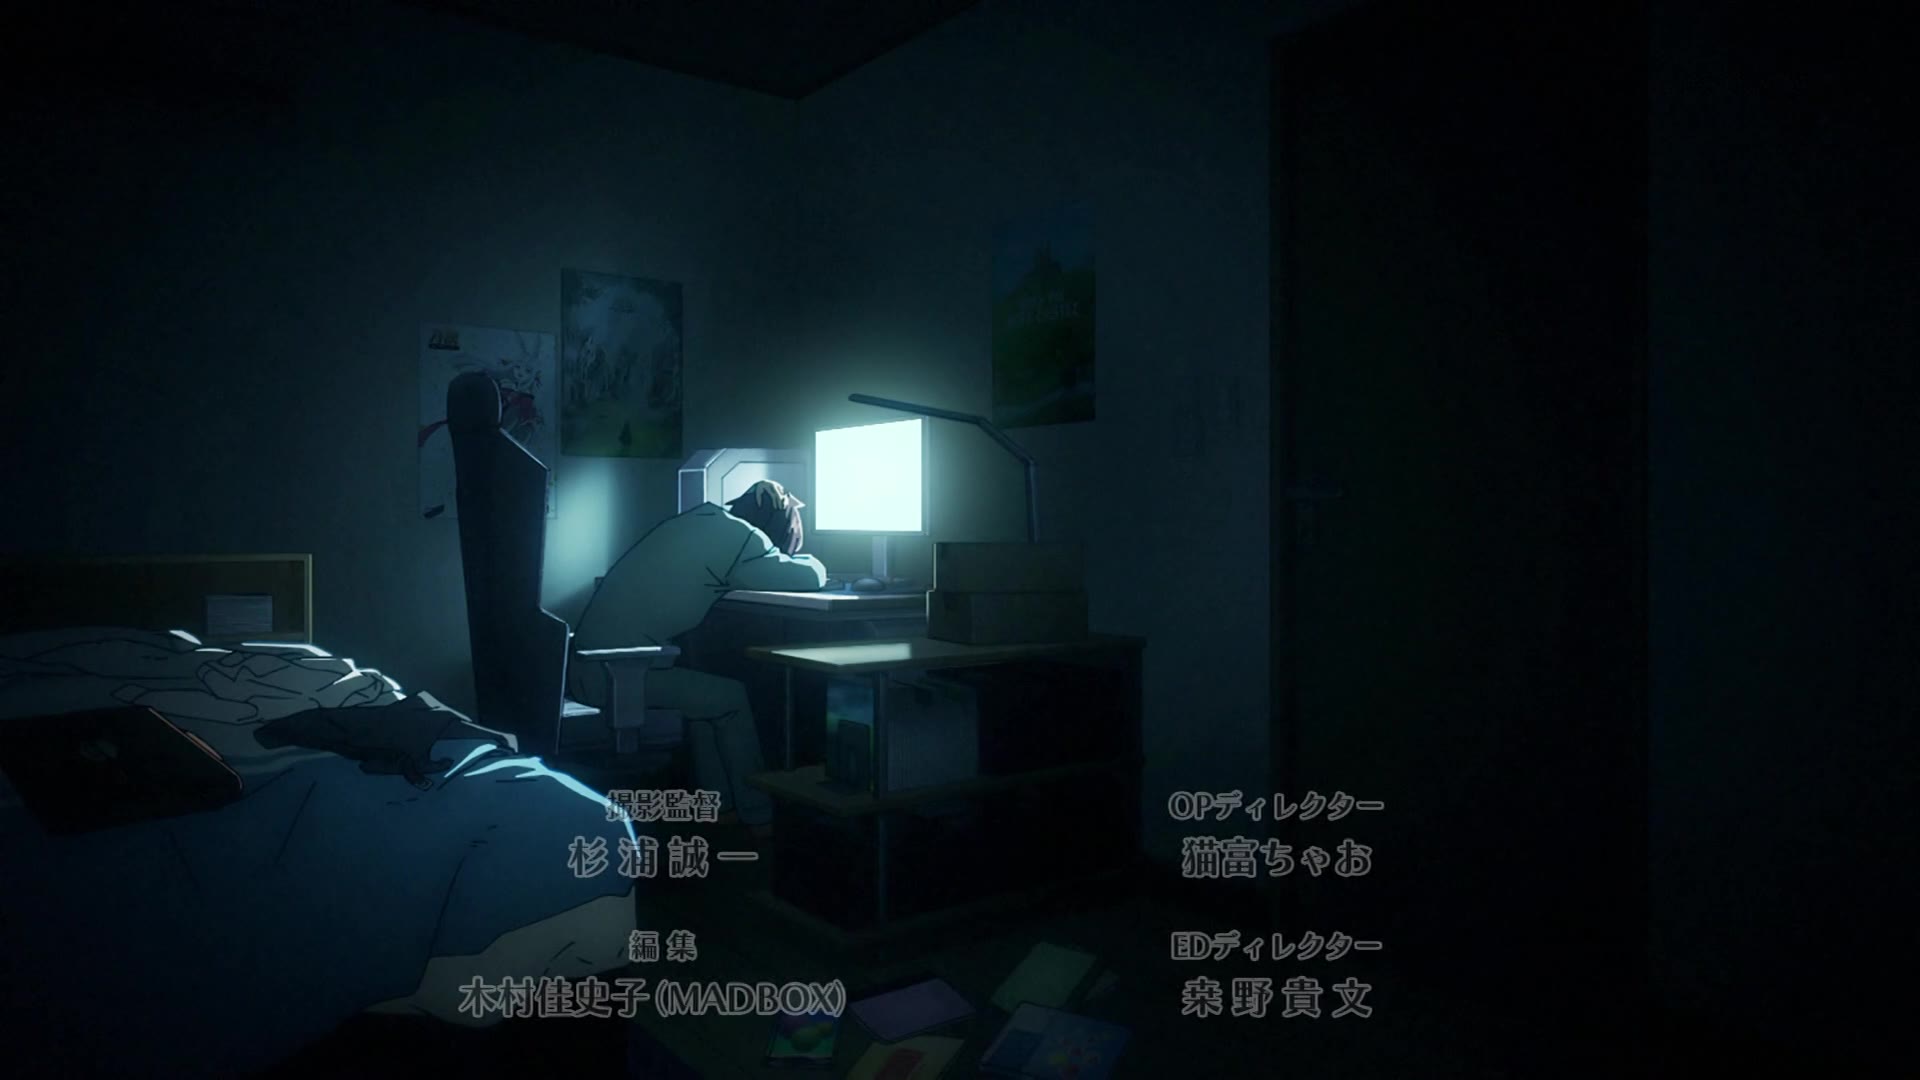 撮影監督
杉浦誠一
編集
木村佳史子(MADBOX)
OPディレクター
猫富ちゃお
EDディレクター
桒野貴文